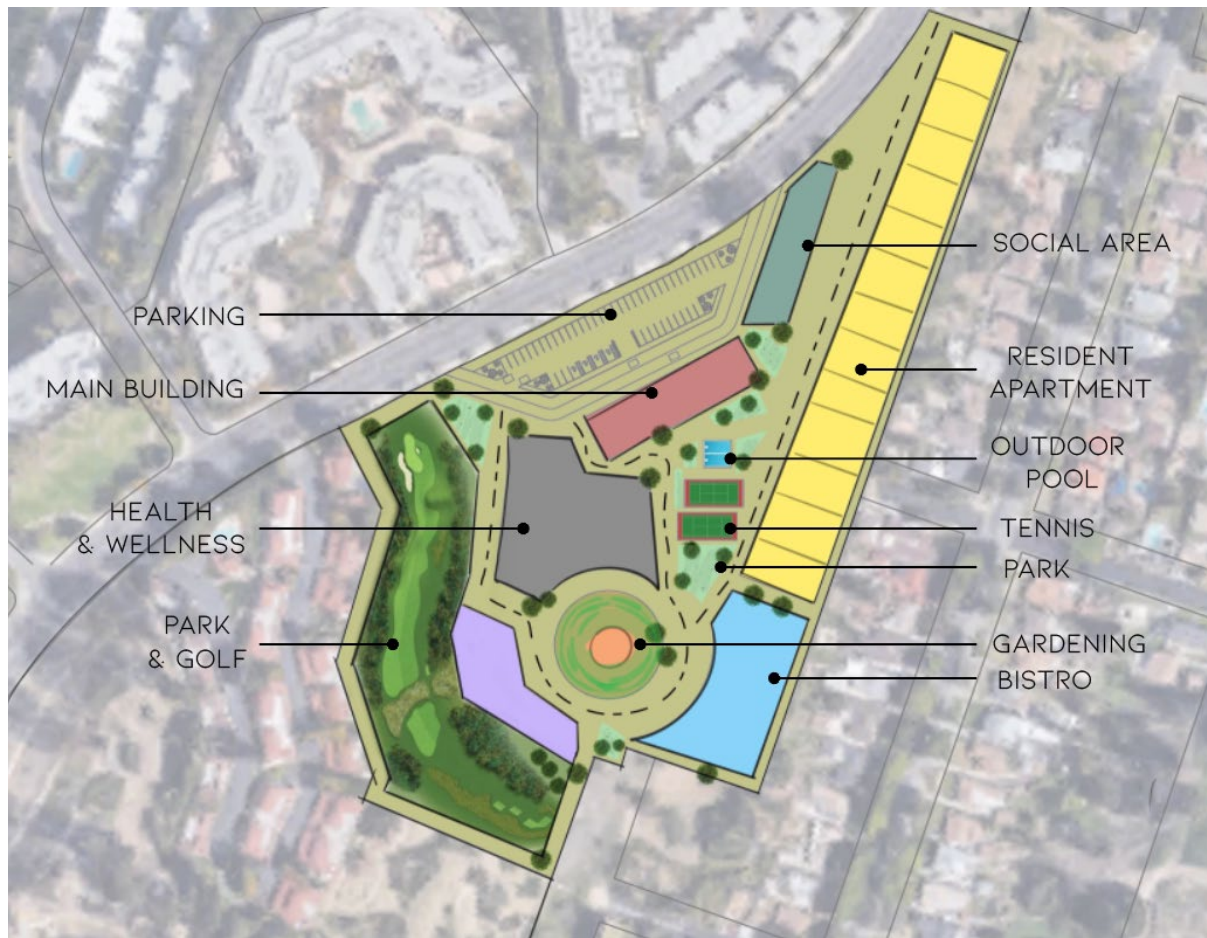 SOCIAL AREA
PARKING
RESIDENT
APARTMENT
MAIN BUILDING
OUTDOOR
POOL
HEALTH
& WELLNESS
TENNIS
PARK
PARK
& GOLF
GARDENING
BISTRO